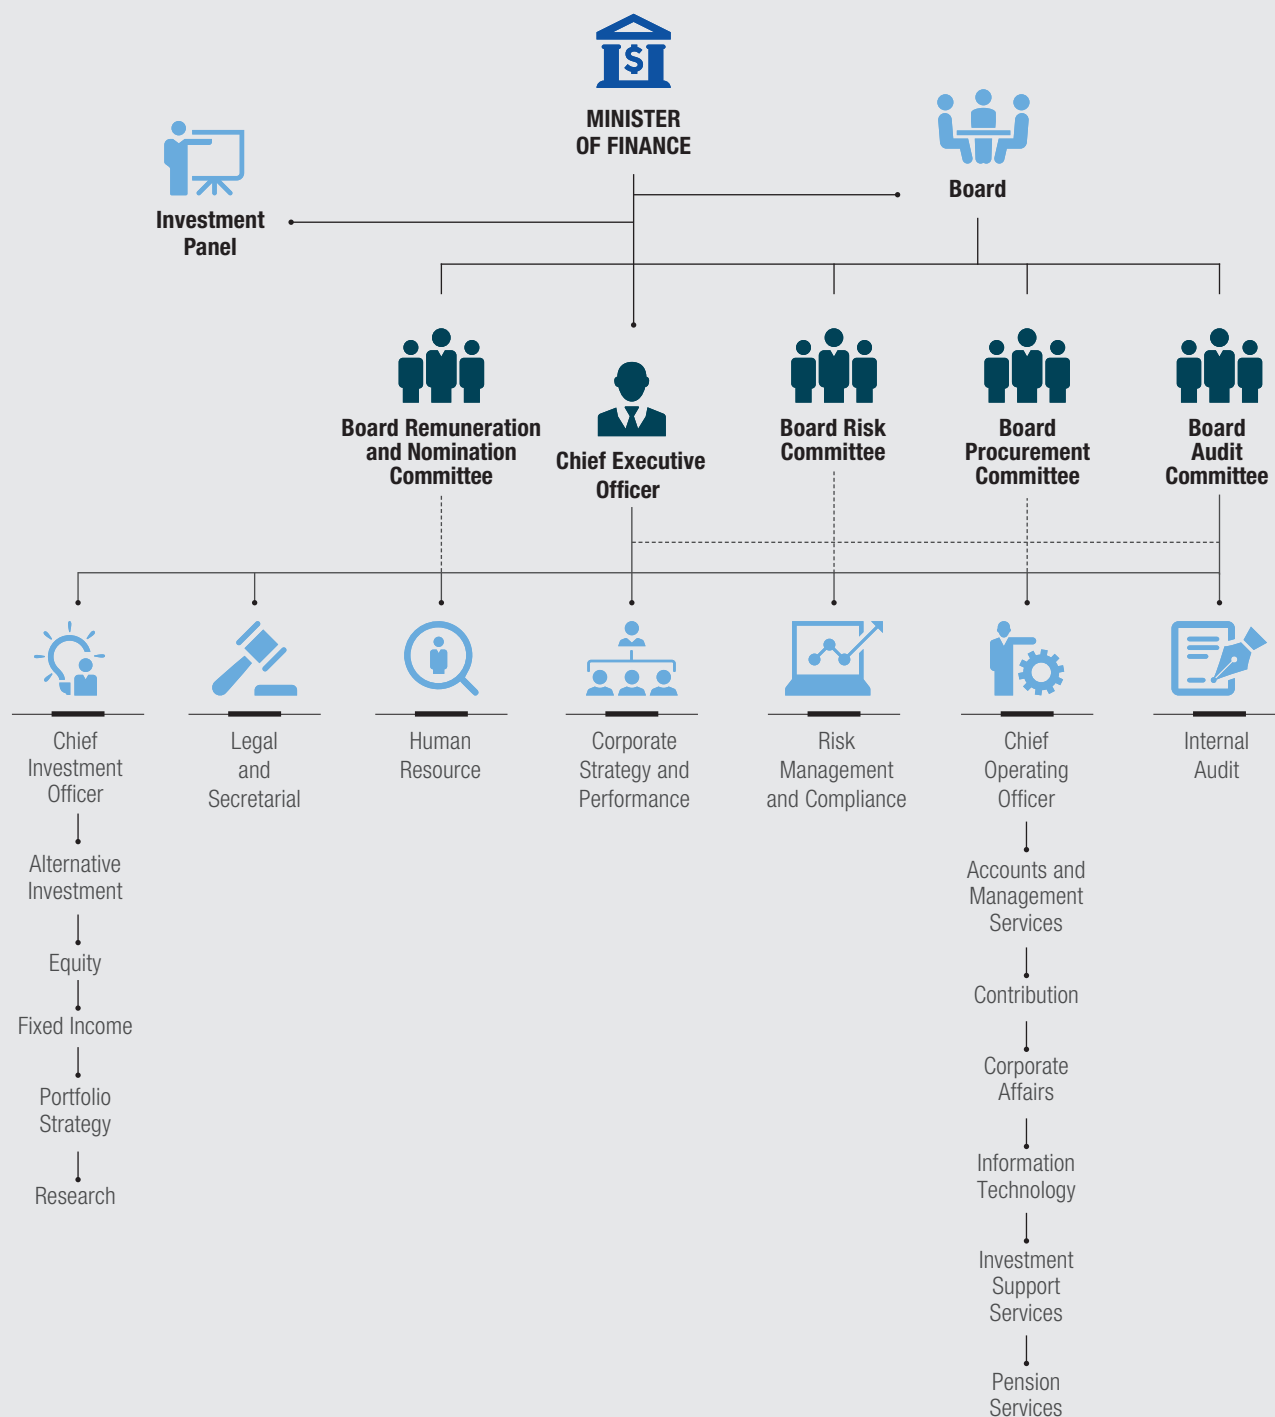 $
MINISTER
OF FINANCE
Board
Investment
Panel
Board Remuneration
and Nomination
Committee
Chief Executive
Officer
Board Risk
Committee
Board
Procurement
Committee
Board
Audit
Committee
Chief
Investment
Officer
Legal
and
Secretarial
Human
Resource
Corporate
Strategy and
Performance
Risk
Management
and Compliance
Chief
Operating
Officer
Internal
Audit
Alternative
Investment
Equity
Fixed Income
Portfolio
Strategy
Research
Accounts and
Management
Services
Contribution
Corporate
Affairs
Information
Technology
Investment
Support
Services
Pension
Services